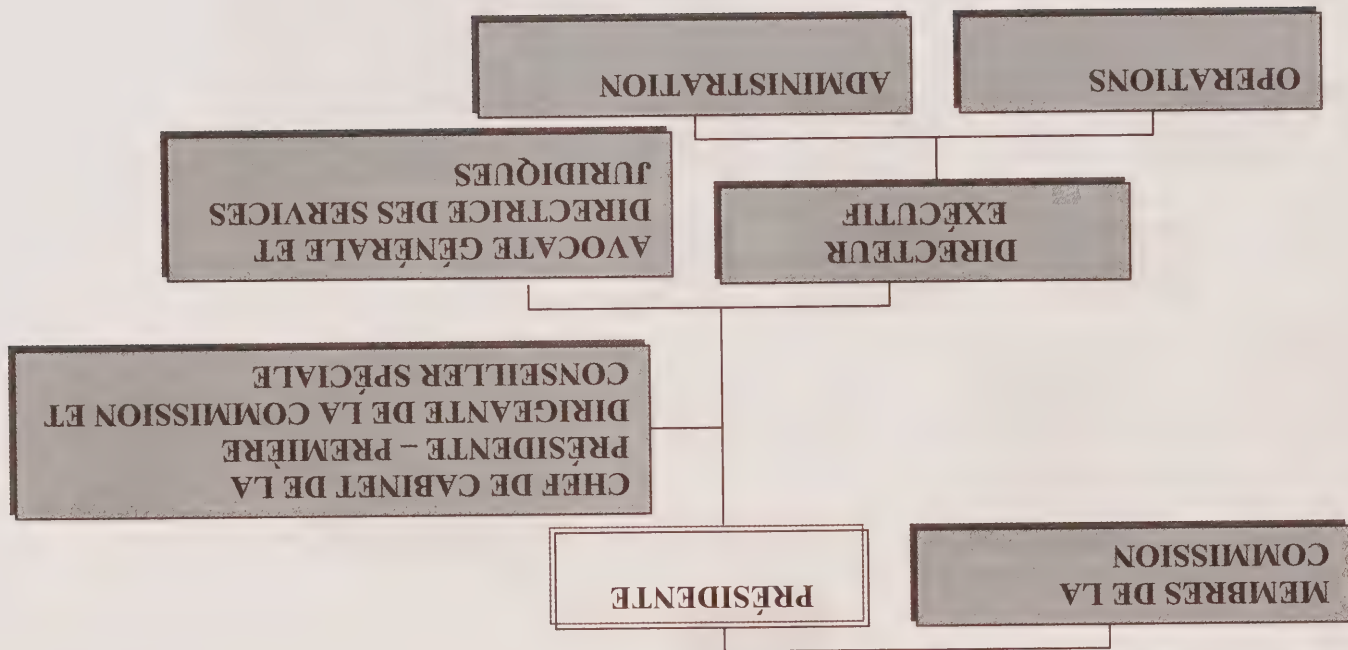 MEMBRES DE LA
COMMISSION
PRÉSIDENTE
CHEF DE CABINET DE LA
PRÉSIDENTE – PREMIÈRE
DIRIGEANTE DE LA COMMISSION ET
CONSEILLER SPÉCIALE
DIRECTEUR
EXÉCUTIF
AVOCATE GÉNÉRALE ET
DIRECTRICE DES SERVICES
JURIDIQUES
OPERATIONS
ADMINISTRATION